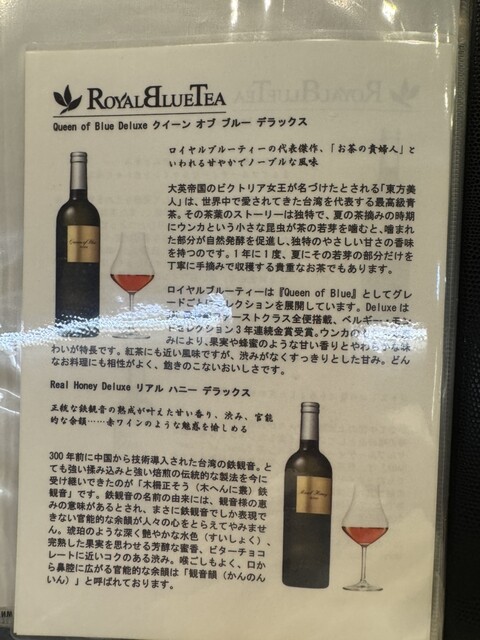 ROYALBLUETEA
Queen of Blue Deluxe クイーン オブ ブルー デラックス
ロイヤルブルーティーの代表傑作、「お茶の貴婦人」と
いわれる甘やかでノーブルな風味
大英帝国のビクトリア女王が名づけたとされる「東方美
人」は、世界中で愛されてきた台湾を代表する最高級青
茶。その茶葉のストーリーは独特で、夏の茶摘みの時期
にウンカという小さな昆虫が茶の若芽を噛むと、噛まれ
た部分が自然発酵を促進し、独特のやさしい甘さの香味
を持つのです。1年に1度、夏にその若芽の部分だけを
丁寧に手摘みで収穫する貴重なお茶でもあります。
ロイヤルブルーティーは『Queen of Blue』としてグレ
ードごとにセレクションを展開しています。Deluxeは
ファーストクラス全便搭載、ベルギー・モン
ドセレクション3年連続金賞受賞。ウンカの
みにより、果実や蜂蜜のような甘い香りとやわらかな味
わいが特長です。紅茶にも近い風味ですが、渋みがなくすっきりとした甘み。どん
なお料理にも相性がよく、飽きのこないおいしさです。
Real Honey Deluxe リアル ハニー デラックス
正統な鉄観音の熟成が叶えた甘い香り、渋み、官能
的な余韻……赤ワインのような魅惑を愉しめる
300年前に中国から技術導入された台湾の鉄観音。と
ても強い揉み込みと強い焙煎の伝統的な製法を今に
受け継いできたのが「木柵正そう（木へんに叢）鉄
観音」です。鉄観音の名前の由来には、観音様の恵
みの意味があるとされ、まさに鉄観音でしか表現で
きない官能的な余韻が人々の心をとらえてやみませ
ん。琥珀のような深く艶やかな水色（すいしょく）、
完熟した果実を思わせる芳醇な蜜香、ビターチョコ
レートに近いコクのある渋み。喉ごしもよく、口か
ら鼻腔に広がる官能的な余韻は「観音韻（かんのん
いん）」と呼ばれております。